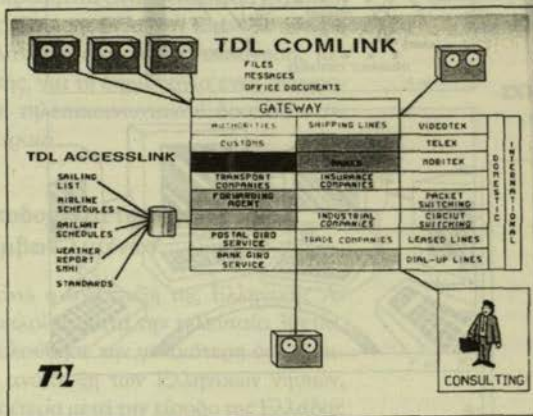 TDL COMLINK
FILES
MESSAGES
OFFICE DOCUMENTS
GATEWAY
AUTHORITIES SHIPPING LINES VIDEOTEX
CUSTOMS TELEX
BANKS MOBITEX
TRANSPORT COMPANIES INSURANCE COMPANIES
FORWARDING AGENT PACKET SWITCHING
INDUSTRIAL COMPANIES CIRCIUT SWITCHING
POSTAL GIRO SERVICE TRADE COMPANIES LEASED LINES
BANK GIRO SERVICE DIAL-UP LINES
DOMESTIC
INTERNATIONAL
TDL ACCESSLINK
SAILING LIST
AIRLINE SCHEDULES
RAILWAY SCHEDULES
WEATHER REPORT SMHI
STANDARDS
TDL
CONSULTING